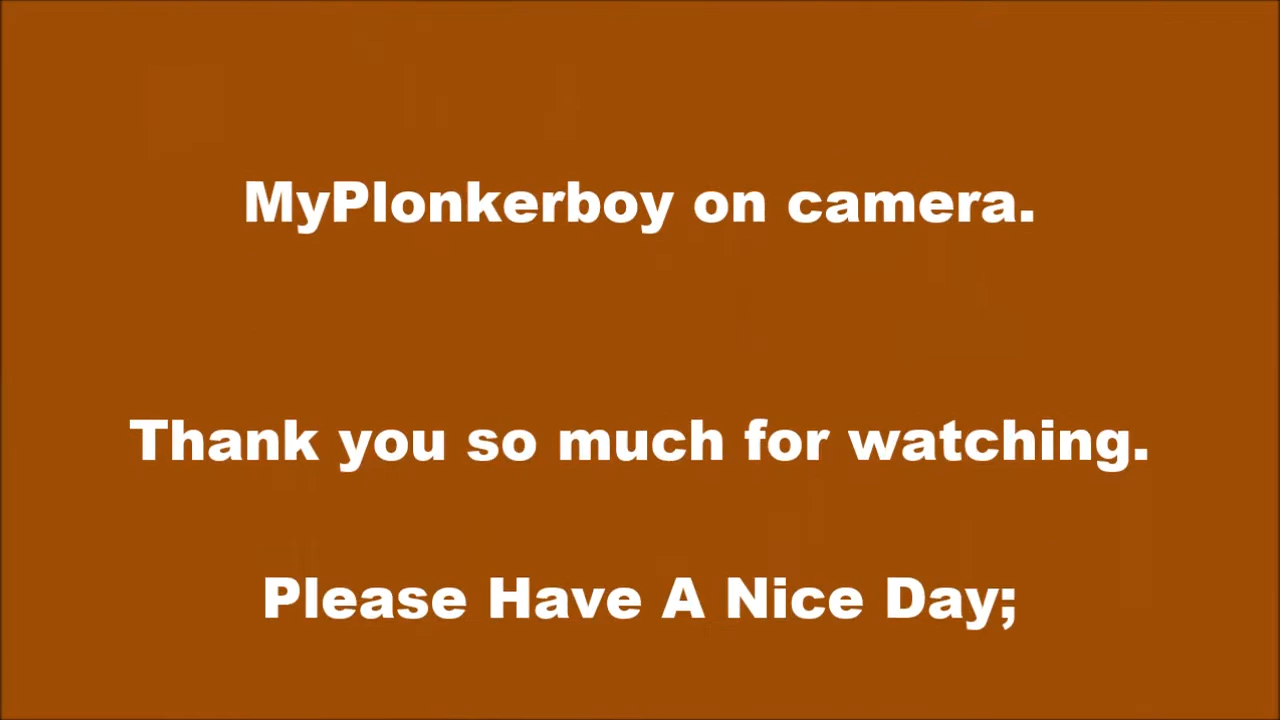 MyPlonkerboy on camera.
Thank you so much for watching.
Please Have A Nice Day;